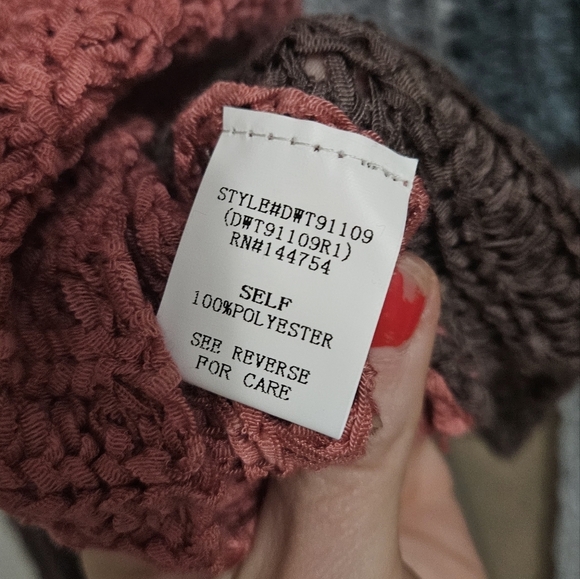 STYLE#DWT91109
(DWT91109R1)
RN#144754
SELF
100%POLYESTER
SEE REVERSE
FOR CARE